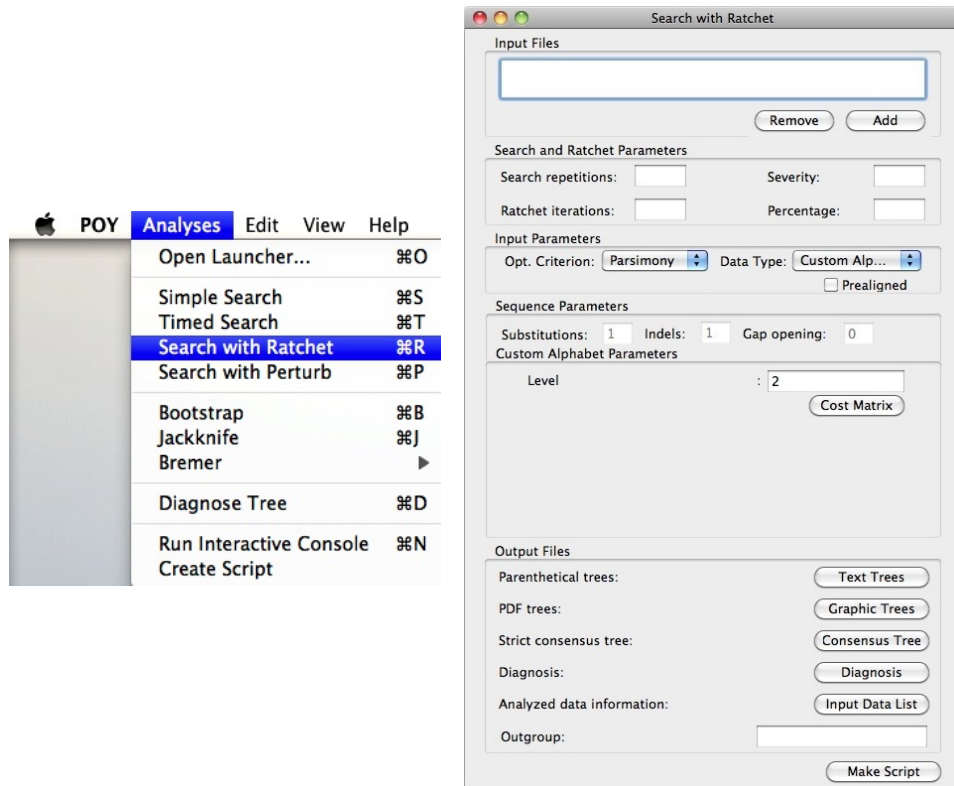 POY Analyses Edit View Help
Open Launcher... ⌘O
Simple Search ⌘S
Timed Search ⌘T
Search with Ratchet ⌘R
Search with Perturb ⌘P
Bootstrap ⌘B
Jackknife ⌘J
Bremer ▶
Diagnose Tree ⌘D
Run Interactive Console ⌘N
Create Script
Search with Ratchet
Input Files
Remove Add
Search and Ratchet Parameters
Search repetitions: Severity:
Ratchet iterations: Percentage:
Input Parameters
Opt. Criterion: Parsimony Data Type: Custom Alp...
Prealigned
Sequence Parameters
Substitutions: 1 Indels: 1 Gap opening: 0
Custom Alphabet Parameters
Level : 2
Cost Matrix
Output Files
Parenthetical trees: Text Trees
PDF trees: Graphic Trees
Strict consensus tree: Consensus Tree
Diagnosis: Diagnosis
Analyzed data information: Input Data List
Outgroup:
Make Script